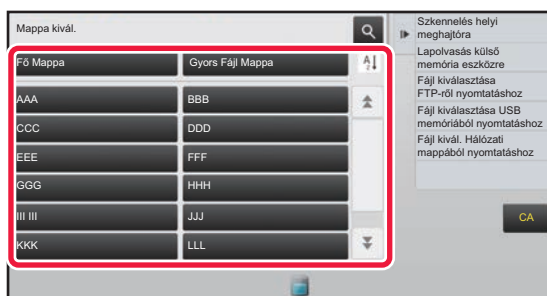 Mappa kivál.
Fő Mappa
Gyors Fájl Mappa
AAA
BBB
CCC
DDD
EEE
FFF
GGG
HHH
III III
JJJ
KKK
LLL
Szkennelés helyi
meghajtóra
Lapolvasás külső
memória eszközre
Fájl kiválasztása
FTP-ről nyomtatáshoz
Fájl kiválasztása USB
memóriából nyomtatáshoz
Fájl kivál. Hálózati
mappából nyomtatáshoz
CA